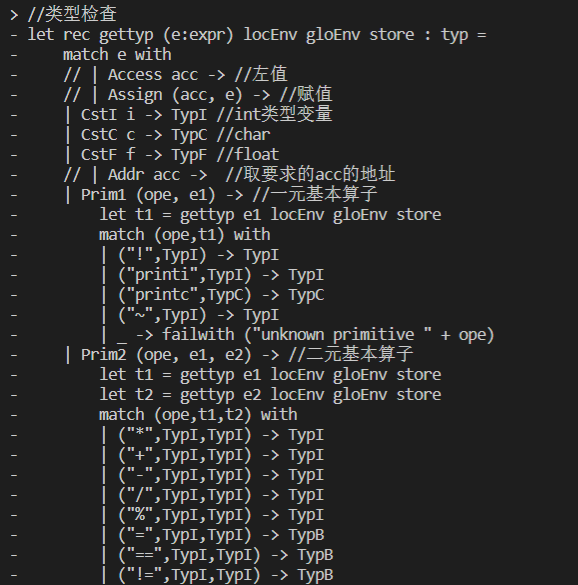 > //类型检查
- let rec gettyp (e:expr) locEnv gloEnv store : typ =
-     match e with
-     // | Access acc -> //左值
-     // | Assign (acc, e) -> //赋值
-     | CstI i -> TypI //int类型变量
-     | CstC c -> TypC //char
-     | CstF f -> TypF //float
-     // | Addr acc ->  //取要求的acc的地址
-     | Prim1 (ope, e1) -> //一元基本算子
-         let t1 = gettyp e1 locEnv gloEnv store
-         match (ope,t1) with
-         | ("!",TypI) -> TypI
-         | ("printi",TypI) -> TypI
-         | ("printc",TypC) -> TypC
-         | ("~",TypI) -> TypI
-         | _ -> failwith ("unknown primitive " + ope)
-     | Prim2 (ope, e1, e2) -> //二元基本算子
-         let t1 = gettyp e1 locEnv gloEnv store
-         let t2 = gettyp e2 locEnv gloEnv store
-         match (ope,t1,t2) with
-         | ("*",TypI,TypI) -> TypI
-         | ("+",TypI,TypI) -> TypI
-         | ("-",TypI,TypI) -> TypI
-         | ("/",TypI,TypI) -> TypI
-         | ("%",TypI,TypI) -> TypI
-         | ("=",TypI,TypI) -> TypB
-         | ("==",TypI,TypI) -> TypB
-         | ("!=",TypI,TypI) -> TypB